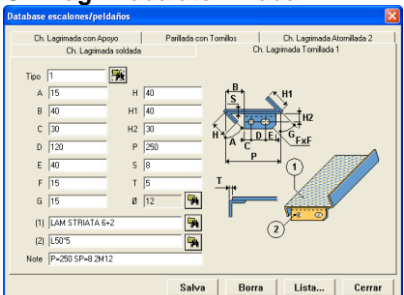 Database escalones/peldaños
Ch. Lagrimada con Apoyo
Parillada con Tornillos
Ch. Lagrimada Atornillada 2
Ch. Lagrimada soldada
Ch. Lagrimada Tornillada 1
Tipo 1
A 15 H 40
B 40 H1 40
C 30 H2 30
D 120 P 250
E 40 S 8
F 15 T 5
G 15 ø 12
(1) LAM STRIATA 6+2
(2) L50*5
Note P=250 SP=8 2M12
B
H1
S
H2
H
A
C
D
E
G
FxF
P
T
1
2
Salva Borra Lista... Cerrar